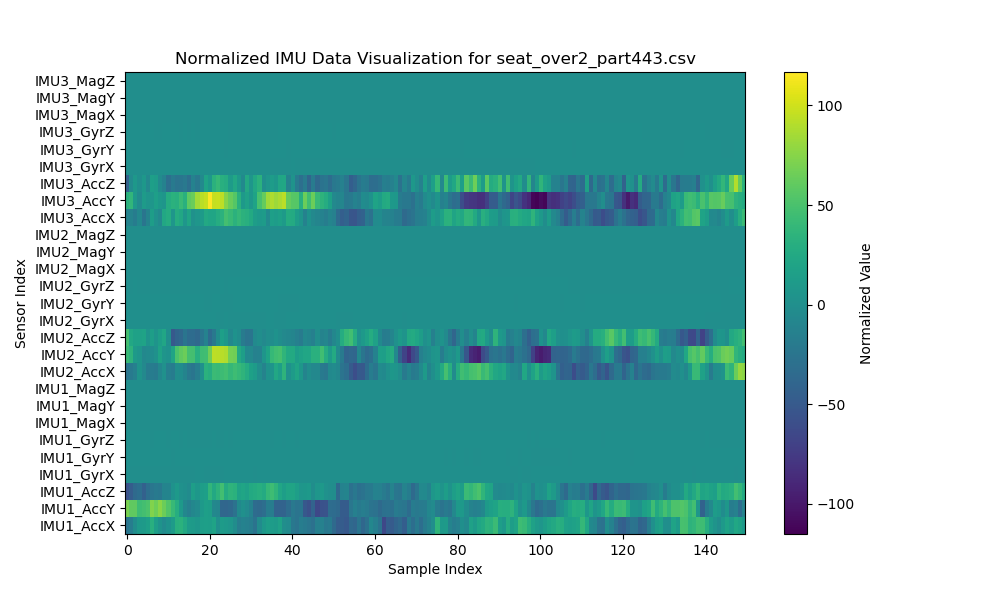 Normalized IMU Data Visualization for seat_over2_part443.csv
Sensor Index
IMU3_MagZ
IMU3_MagY
IMU3_MagX
IMU3_GyrZ
IMU3_GyrY
IMU3_GyrX
IMU3_AccZ
IMU3_AccY
IMU3_AccX
IMU2_MagZ
IMU2_MagY
IMU2_MagX
IMU2_GyrZ
IMU2_GyrY
IMU2_GyrX
IMU2_AccZ
IMU2_AccY
IMU2_AccX
IMU1_MagZ
IMU1_MagY
IMU1_MagX
IMU1_GyrZ
IMU1_GyrY
IMU1_GyrX
IMU1_AccZ
IMU1_AccY
IMU1_AccX
0 20 40 60 80 100 120 140
Sample Index
100
50
0
−50
−100
Normalized Value